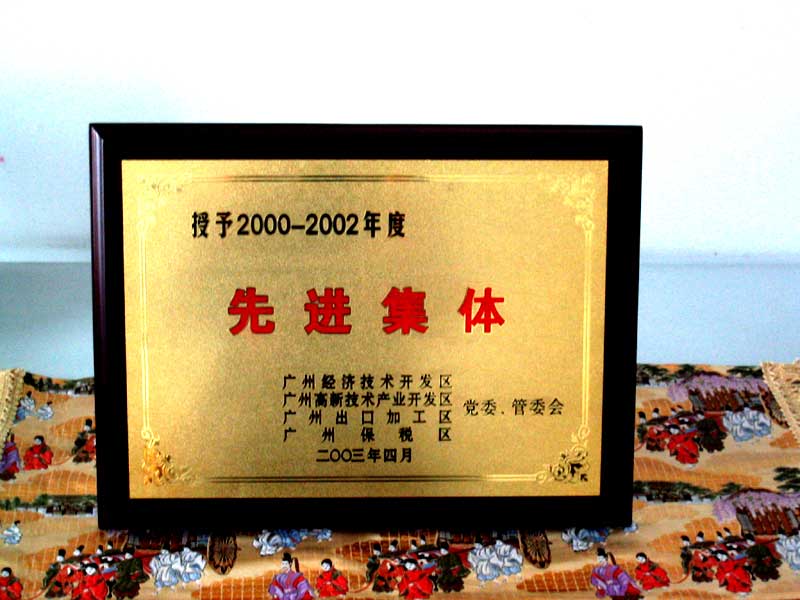 授予2000-2002年度
先进集体
广州经济技术开发区
广州高新技术产业开发区
广州出口加工区
广州保税区
党委、管委会
二〇〇三年四月